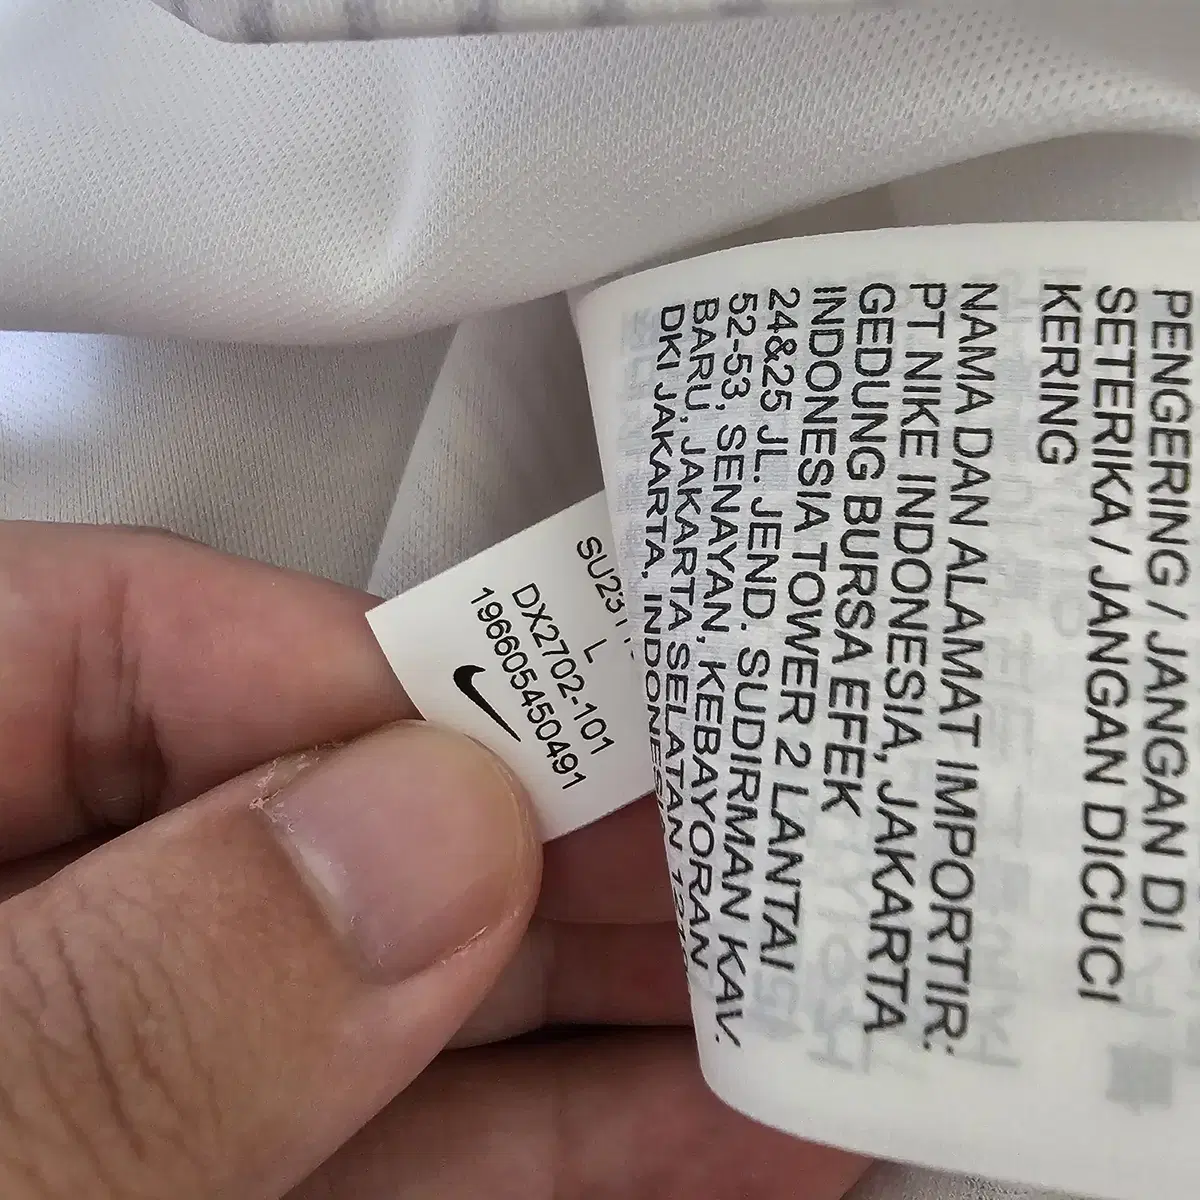 PENGERING / JANGAN DI
SETERIKA / JANGAN DICUCI
KERING
NAMA DAN ALAMAT IMPORTIR:
PT NIKE INDONESIA, JAKARTA
GEDUNG BURSA EFEK
INDONESIA TOWER 2 LANTAI
24&25 JL. JEND. SUDIRMAN KAV.
52-53, SENAYAN, KEBAYORAN
BARU, JAKARTA SELATAN
DKI JAKARTA, INDONESIA
L
DX2702-101
196605450491